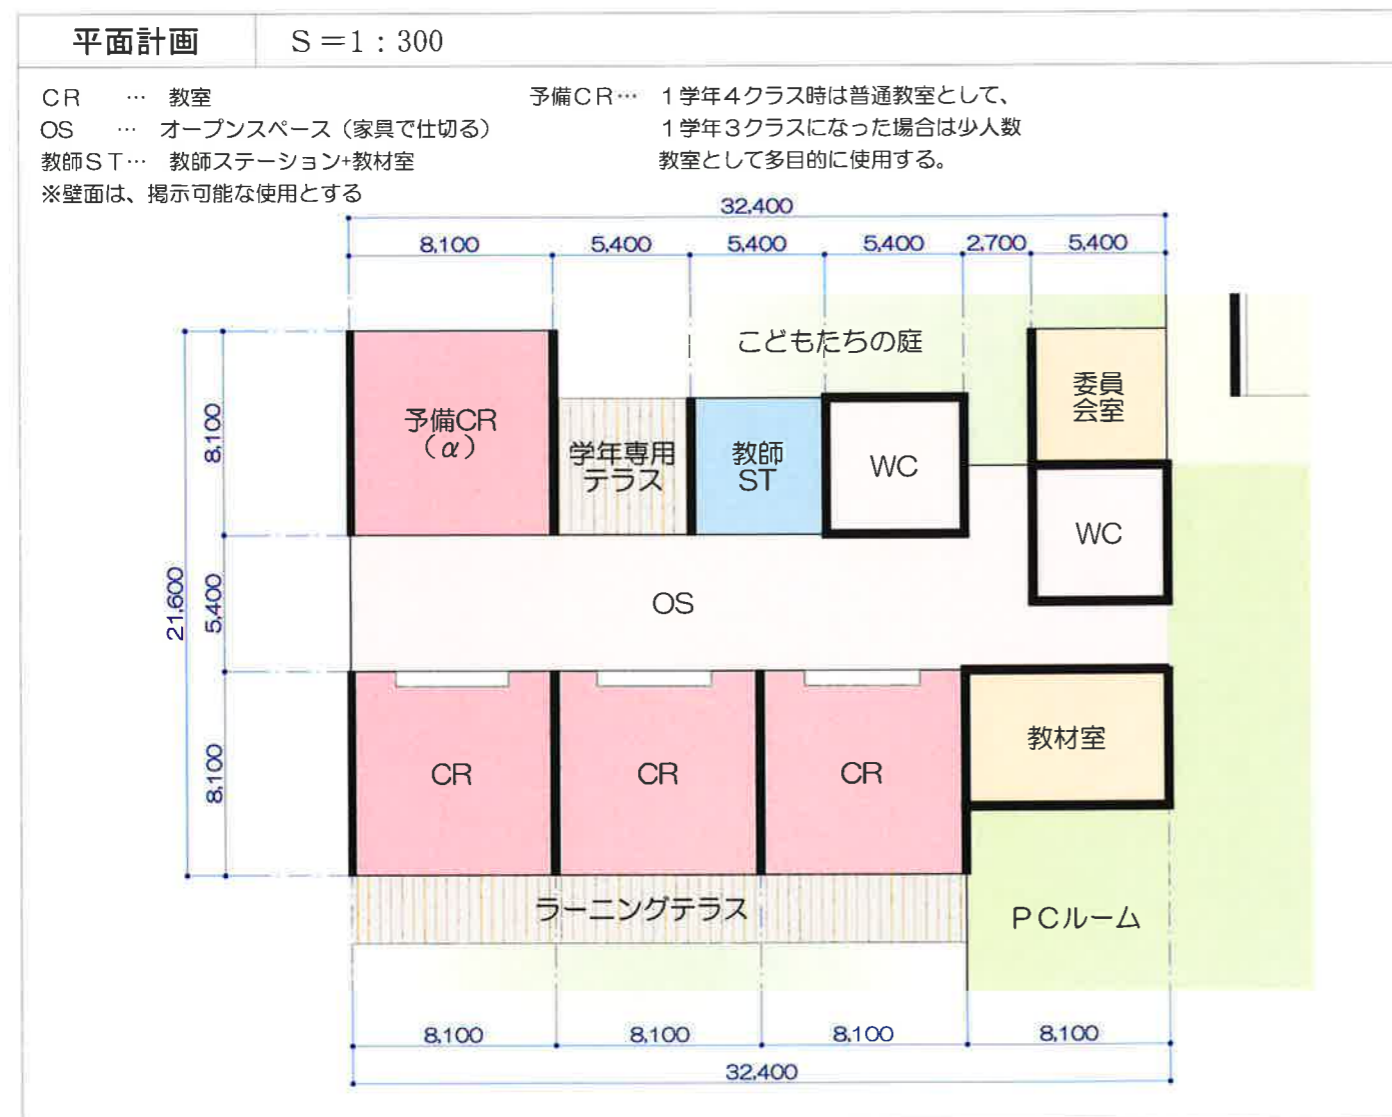 平面計画
S=1:300
CR … 教室
OS … オープンスペース（家具で仕切る）
教師ST… 教師ステーション+教材室
※壁面は、掲示可能な使用とする
予備CR… 1学年4クラス時は普通教室として、
1学年3クラスになった場合は少人数
教室として多目的に使用する。
32,400
8,100
5,400
5,400
5,400
2,700
5,400
こどもたちの庭
予備CR
（α）
学年専用
テラス
教師
ST
WC
委員
会室
WC
8,100
21,600
5,400
OS
8,100
CR
CR
CR
教材室
ラーニングテラス
PCルーム
8,100
8,100
8,100
8,100
32,400